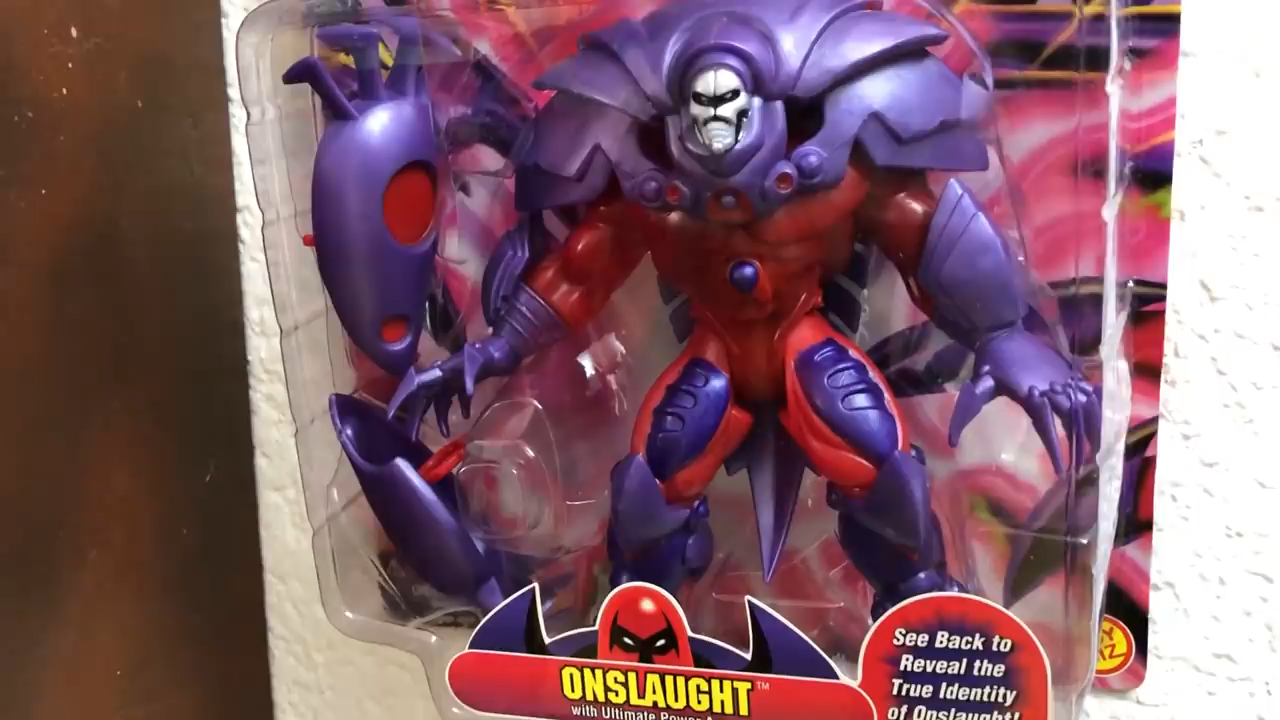 ONSLAUGHT™
with Ultimate Power
See Back to
Reveal the
True Identity
of Onslaught!